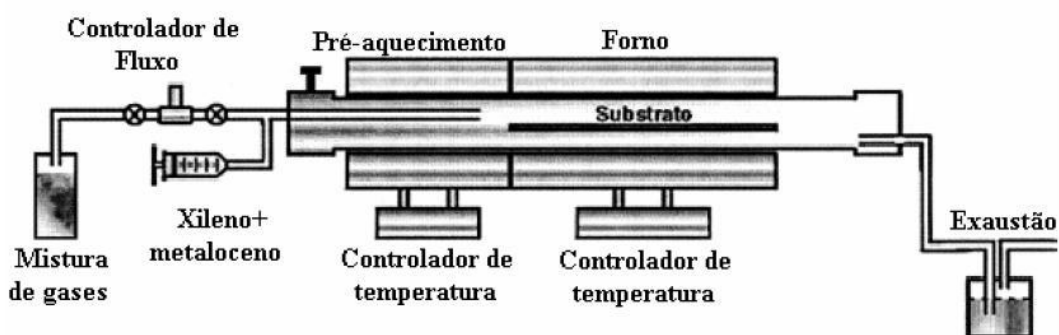 Controlador de
Fluxo
Pré-aquecimento
Forno
Substrato
Xileno+
metaloceno
Mistura
de gases
Controlador de
temperatura
Controlador de
temperatura
Exaustão